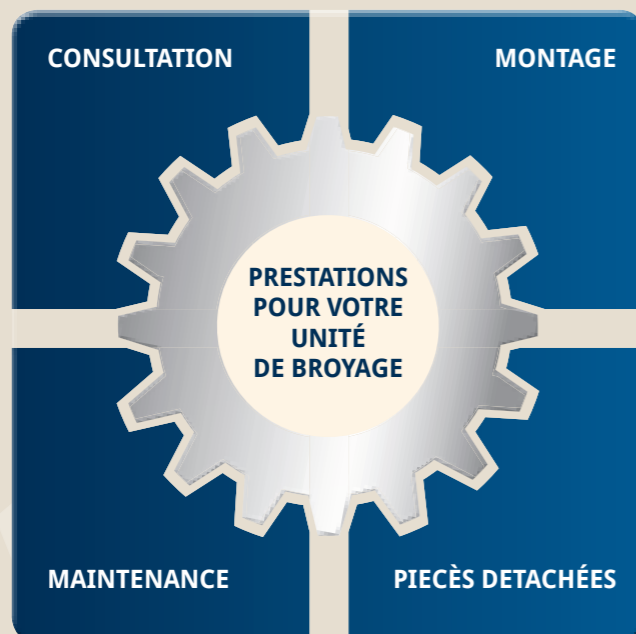 CONSULTATION
MONTAGE
PRESTATIONS
POUR VOTRE
UNITÉ
DE BROYAGE
MAINTENANCE
PIECÈS DETACHÉES